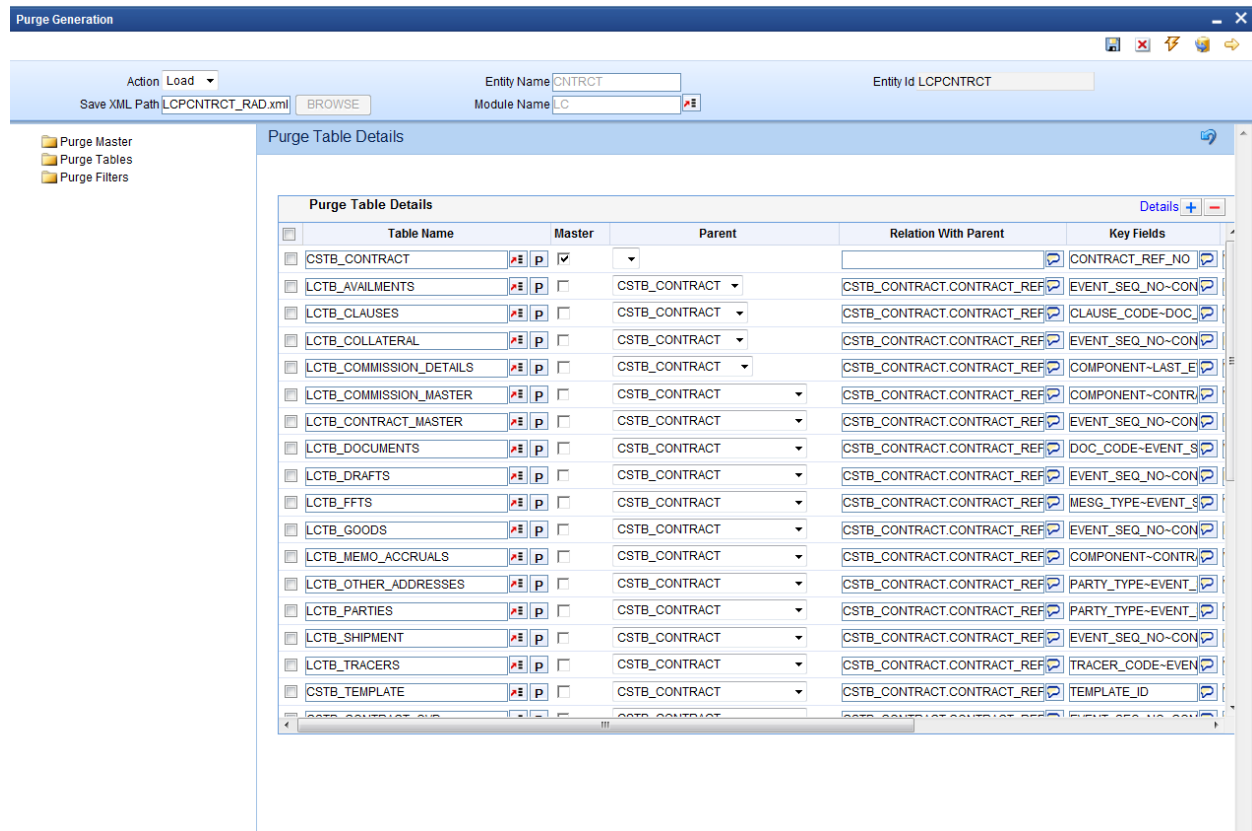 Purge Generation
Action Load Entity Name CNTRCT Entity Id LCPCNTRCT
Save XML Path LCPCNTRCT_RAD.xml BROWSE Module Name LC
Purge Master
Purge Tables
Purge Filters
Purge Table Details
Purge Table Details Details
Table Name Master Parent Relation With Parent Key Fields
CSTB_CONTRACT P CONTRACT_REF_NO
LCTB_AVAILMENTS P CSTB_CONTRACT CSTB_CONTRACT.CONTRACT_REF EVENT_SEQ_NO~CON
LCTB_CLAUSES P CSTB_CONTRACT CSTB_CONTRACT.CONTRACT_REF CLAUSE_CODE~DOC_
LCTB_COLLATERAL P CSTB_CONTRACT CSTB_CONTRACT.CONTRACT_REF EVENT_SEQ_NO~CON
LCTB_COMMISSION_DETAILS P CSTB_CONTRACT CSTB_CONTRACT.CONTRACT_REF COMPONENT~LAST_E
LCTB_COMMISSION_MASTER P CSTB_CONTRACT CSTB_CONTRACT.CONTRACT_REF COMPONENT~CONTR
LCTB_CONTRACT_MASTER P CSTB_CONTRACT CSTB_CONTRACT.CONTRACT_REF EVENT_SEQ_NO~CON
LCTB_DOCUMENTS P CSTB_CONTRACT CSTB_CONTRACT.CONTRACT_REF DOC_CODE~EVENT_S
LCTB_DRAFTS P CSTB_CONTRACT CSTB_CONTRACT.CONTRACT_REF EVENT_SEQ_NO~CON
LCTB_FFTS P CSTB_CONTRACT CSTB_CONTRACT.CONTRACT_REF MESG_TYPE~EVENT_S
LCTB_GOODS P CSTB_CONTRACT CSTB_CONTRACT.CONTRACT_REF EVENT_SEQ_NO~CON
LCTB_MEMO_ACCRUALS P CSTB_CONTRACT CSTB_CONTRACT.CONTRACT_REF COMPONENT~CONTR
LCTB_OTHER_ADDRESSES P CSTB_CONTRACT CSTB_CONTRACT.CONTRACT_REF PARTY_TYPE~EVENT_
LCTB_PARTIES P CSTB_CONTRACT CSTB_CONTRACT.CONTRACT_REF PARTY_TYPE~EVENT_
LCTB_SHIPMENT P CSTB_CONTRACT CSTB_CONTRACT.CONTRACT_REF EVENT_SEQ_NO~CON
LCTB_TRACERS P CSTB_CONTRACT CSTB_CONTRACT.CONTRACT_REF TRACER_CODE~EVEN
CSTB_TEMPLATE P CSTB_CONTRACT CSTB_CONTRACT.CONTRACT_REF TEMPLATE_ID